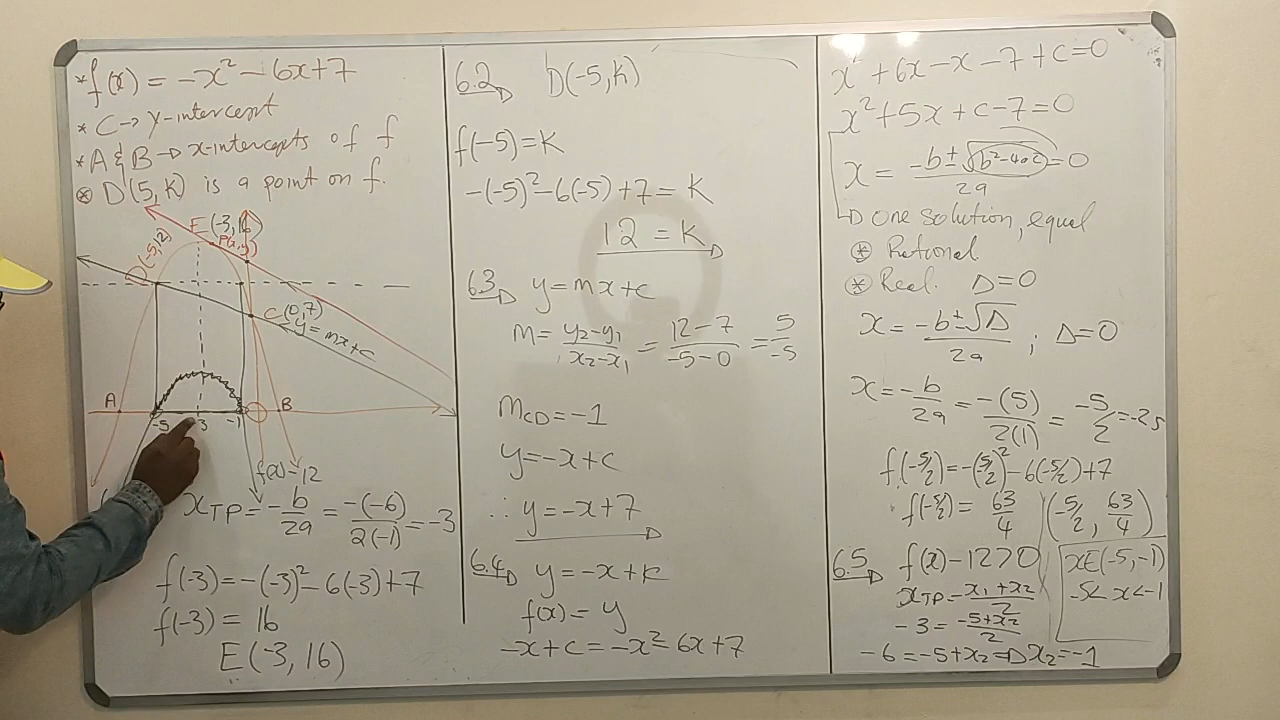 * f(x) = -x² - 6x + 7
* C → y-intercept
* A & B → x-intercepts of f
⊛ D(5, K) is a point on f.
E (-3, 16)
P(x, y)
(-5, 12)
C (0, 7)
y = mx + c
A
B
-5
-3
-1
f(x) = 12
x_TP = -b/2a = -(-6)/2(-1) = -3
f(-3) = -(-3)² - 6(-3) + 7
f(-3) = 16
E (-3, 16)
6.2 D(-5, K)
f(-5) = K
-(-5)² - 6(-5) + 7 = K
12 = K
6.3 y = mx + c
m = y₂-y₁/x₂-x₁ = 12-7/-5-0 = 5/-5
m_CD = -1
y = -x + c
∴ y = -x + 7
6.4 y = -x + k
f(x) = y
-x + c = -x² - 6x + 7
x² + 6x - x - 7 + c = 0
x² + 5x + c - 7 = 0
x = -b ± √(b² - 4ac)/2a = 0
one solution, equal
⊛ Rational
⊛ Real. Δ = 0
x = -b ± √Δ/2a ; Δ = 0
x = -b/2a = -(5)/2(1) = -5/2 = -2.5
f(-5/2) = -(5/2)² - 6(-5/2) + 7
f(-5/2) = 63/4 (-5/2, 63/4)
6.5 f(x) - 12 > 0
x_TP = x₁ + x₂/2
-3 = -5 + x₂/2
-6 = -5 + x₂ ⇒ x₂ = -1
x ∈ (-5, -1)
-5 < x < -1